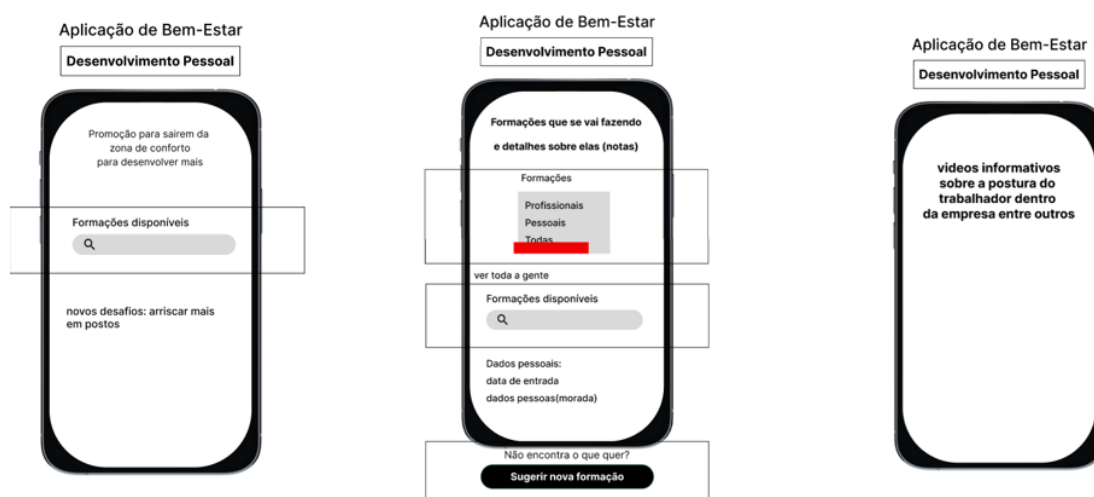 Aplicação de Bem-Estar
Desenvolvimento Pessoal
Promoção para sairem da
zona de conforto
para desenvolver mais
Formações disponíveis
novos desafios: arriscar mais
em postos
Aplicação de Bem-Estar
Desenvolvimento Pessoal
Formações que se vai fazendo
e detalhes sobre elas (notas)
Formações
Profissionais
Pessoais
Todas
ver toda a gente
Formações disponíveis
Dados pessoais:
data de entrada
dados pessoas(morada)
Não encontra o que quer?
Sugerir nova formação
Aplicação de Bem-Estar
Desenvolvimento Pessoal
videos informativos
sobre a postura do
trabalhador dentro
da empresa entre outros